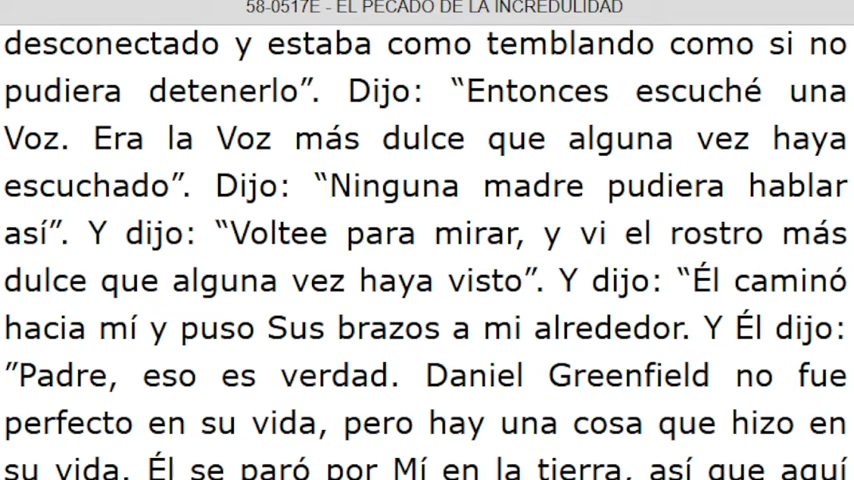 58-0517E - EL PECADO DE LA INCREDULIDAD
desconectado y estaba como temblando como si no
pudiera detenerlo”. Dijo: “Entonces escuché una
Voz. Era la Voz más dulce que alguna vez haya
escuchado”. Dijo: “Ninguna madre pudiera hablar
así”. Y dijo: “Voltee para mirar, y vi el rostro más
dulce que alguna vez haya visto”. Y dijo: “Él caminó
hacia mí y puso Sus brazos a mi alrededor. Y Él dijo:
”Padre, eso es verdad. Daniel Greenfield no fue
perfecto en su vida, pero hay una cosa que hizo en
su vida. Él se paró por Mí en la tierra, así que aquí